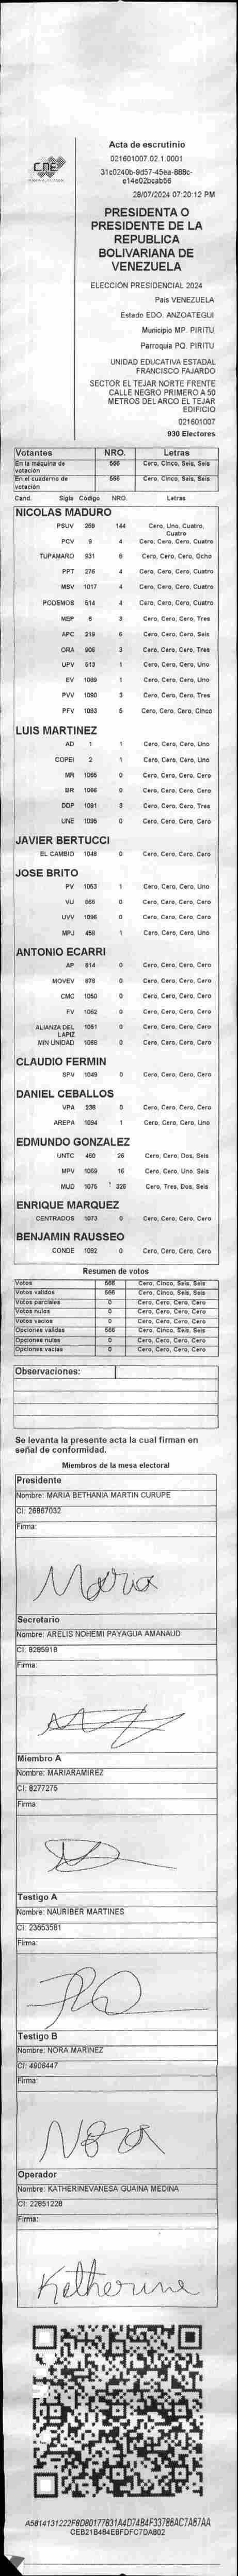 CNE
Acta de escrutinio
021601007.02.1.0001
31c0240b-9d57-45ea-888c-
e14e02bcab56
28/07/2024 07:20:12 PM
PRESIDENTA O
PRESIDENTE DE LA
REPUBLICA
BOLIVARIANA DE
VENEZUELA
ELECCIÓN PRESIDENCIAL 2024
País VENEZUELA
Estado EDO. ANZOATEGUI
Municipio MP. PIRITU
Parroquia PQ. PIRITU
UNIDAD EDUCATIVA ESTADAL
FRANCISCO FAJARDO
SECTOR EL TEJAR NORTE FRENTE
CALLE NEGRO PRIMERO A 50
METROS DEL ARCO EL TEJAR
EDIFICIO
021601007
930 Electores
Votantes NRO. Letras
En la máquina de votación 566 Cero, Cinco, Seis, Seis
En el cuaderno de votación 566 Cero, Cinco, Seis, Seis
Cand. Sigla Código NRO. Letras
NICOLAS MADURO
PSUV 269 144 Cero, Uno, Cuatro, Cuatro
PCV 9 4 Cero, Cero, Cero, Cuatro
TUPAMARO 931 8 Cero, Cero, Cero, Ocho
PPT 276 4 Cero, Cero, Cero, Cuatro
MSV 1017 4 Cero, Cero, Cero, Cuatro
PODEMOS 514 4 Cero, Cero, Cero, Cuatro
MEP 6 3 Cero, Cero, Cero, Tres
APC 219 6 Cero, Cero, Cero, Seis
ORA 906 3 Cero, Cero, Cero, Tres
UPV 513 1 Cero, Cero, Cero, Uno
EV 1089 1 Cero, Cero, Cero, Uno
PVV 1090 3 Cero, Cero, Cero, Tres
PFV 1093 5 Cero, Cero, Cero, Cinco
LUIS MARTINEZ
AD 1 1 Cero, Cero, Cero, Uno
COPEI 2 1 Cero, Cero, Cero, Uno
MR 1065 0 Cero, Cero, Cero, Cero
BR 1086 0 Cero, Cero, Cero, Cero
DDP 1091 3 Cero, Cero, Cero, Tres
UNE 1095 0 Cero, Cero, Cero, Cero
JAVIER BERTUCCI
EL CAMBIO 1048 0 Cero, Cero, Cero, Cero
JOSE BRITO
PV 1053 1 Cero, Cero, Cero, Uno
VU 868 0 Cero, Cero, Cero, Cero
UVV 1096 0 Cero, Cero, Cero, Cero
MPJ 458 1 Cero, Cero, Cero, Uno
ANTONIO ECARRI
AP 814 0 Cero, Cero, Cero, Cero
MOVEV 878 0 Cero, Cero, Cero, Cero
CMC 1050 0 Cero, Cero, Cero, Cero
FV 1062 0 Cero, Cero, Cero, Cero
ALIANZA DEL LAPIZ 1051 0 Cero, Cero, Cero, Cero
MIN UNIDAD 1068 0 Cero, Cero, Cero, Cero
CLAUDIO FERMIN
SPV 1049 0 Cero, Cero, Cero, Cero
DANIEL CEBALLOS
VPA 236 0 Cero, Cero, Cero, Cero
AREPA 1094 1 Cero, Cero, Cero, Uno
EDMUNDO GONZALEZ
UNTC 460 26 Cero, Cero, Dos, Seis
MPV 1069 16 Cero, Cero, Uno, Seis
MUD 1075 326 Cero, Tres, Dos, Seis
ENRIQUE MARQUEZ
CENTRADOS 1073 0 Cero, Cero, Cero, Cero
BENJAMIN RAUSSEO
CONDE 1092 0 Cero, Cero, Cero, Cero
Resumen de votos
Votos 566 Cero, Cinco, Seis, Seis
Votos validos 566 Cero, Cinco, Seis, Seis
Votos parciales 0 Cero, Cero, Cero, Cero
Votos nulos 0 Cero, Cero, Cero, Cero
Votos vacios 0 Cero, Cero, Cero, Cero
Opciones validas 566 Cero, Cinco, Seis, Seis
Opciones nulas 0 Cero, Cero, Cero, Cero
Opciones vacias 0 Cero, Cero, Cero, Cero
Observaciones:
Se levanta la presente acta la cual firman en
señal de conformidad.
Miembros de la mesa electoral
Presidente
Nombre: MARIA BETHANIA MARTIN CURUPE
CI: 26867032
Firma:
Maria
Secretario
Nombre: ARELIS NOHEMI PAYAGUA AMANAUD
CI: 8285918
Firma:
Miembro A
Nombre: MARIARAMIREZ
CI: 8277275
Firma:
Testigo A
Nombre: NAURIBER MARTINES
CI: 23653581
Firma:
Testigo B
Nombre: NORA MARINEZ
CI: 4906447
Firma:
Nora
Operador
Nombre: KATHERINEVANESA GUAINA MEDINA
CI: 22851228
Firma:
Katherine
A5814131222F8D80177831A4D74B4F33788AC7A87AA
CEB21B484E8FDFC7DA802